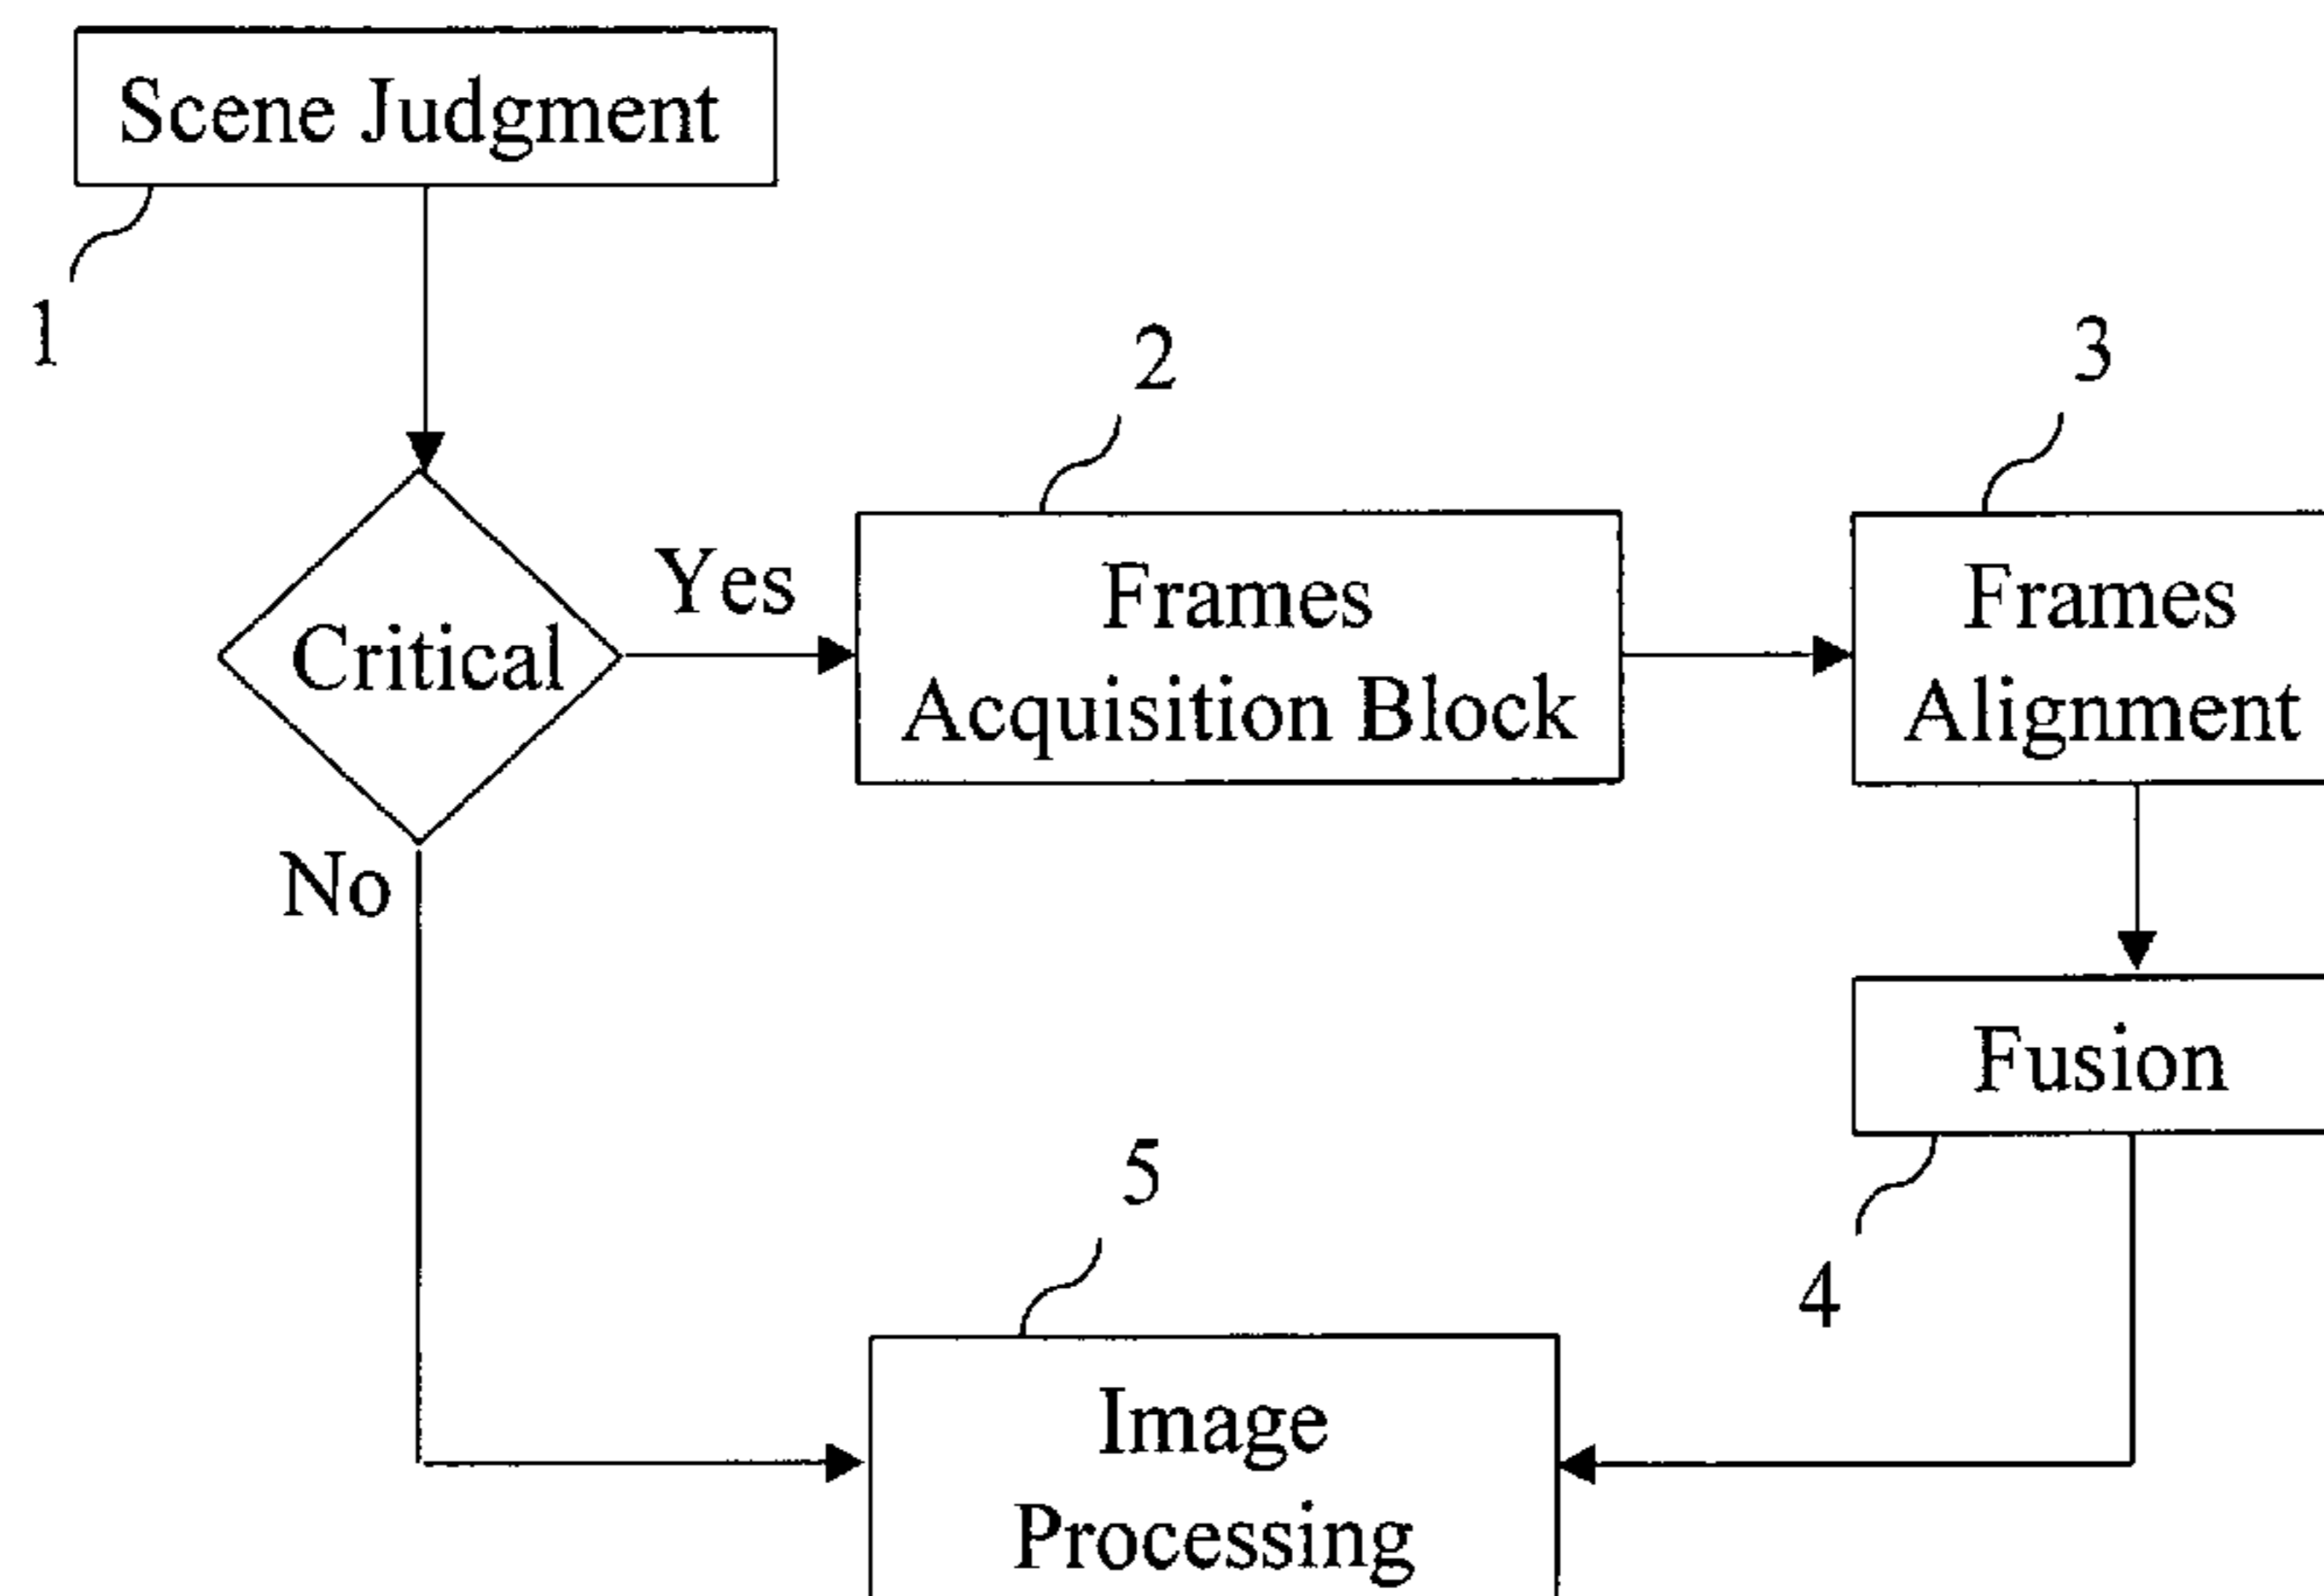 Scene Judgment
1
2
3
Critical
Yes
Frames
Acquisition Block
Frames
Alignment
No
Fusion
4
5
Image
Processing